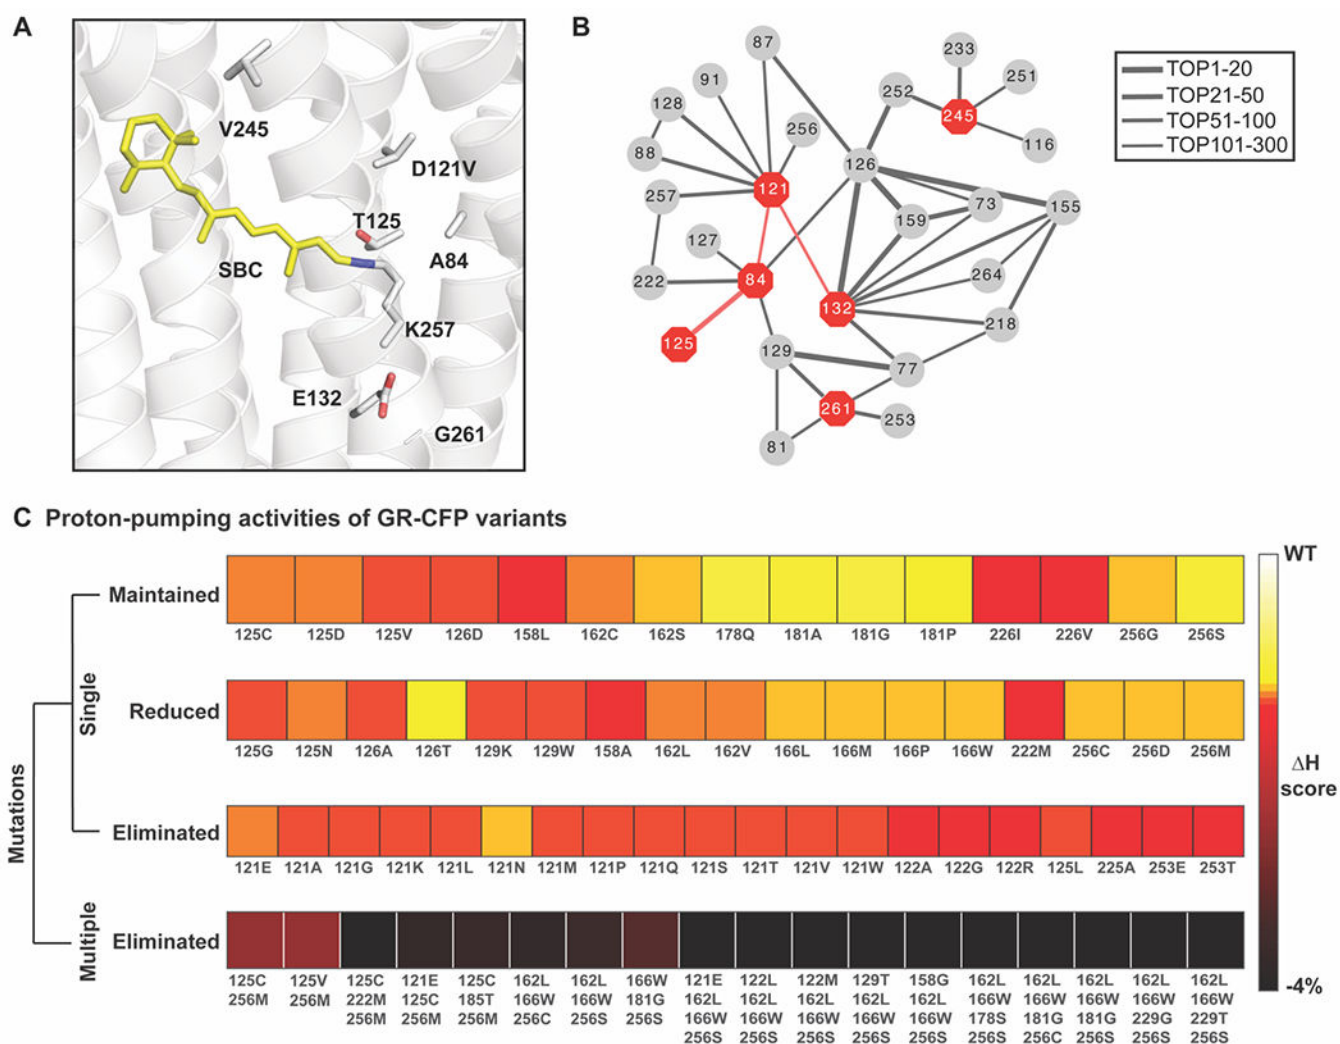 A
V245
D121V
T125
A84
SBC
K257
E132
G261
B
87
233
91
252
251
128
245
256
116
88
126
121
257
73
155
159
127
84
264
222
132
218
125
129
77
261
253
81
TOP1-20
TOP21-50
TOP51-100
TOP101-300
C Proton-pumping activities of GR-CFP variants
Mutations
Single
Multiple
Maintained
125C 125D 125V 126D 158L 162C 162S 178Q 181A 181G 181P 226I 226V 256G 256S
Reduced
125G 125N 126A 126T 129K 129W 158A 162L 162V 166L 166M 166P 166W 222M 256C 256D 256M
Eliminated
121E 121A 121G 121K 121L 121N 121M 121P 121Q 121S 121T 121V 121W 122A 122G 122R 125L 225A 253E 253T
Eliminated
125C 125V 125C 121E 125C 162L 162L 166W 121E 122L 122M 129T 158G 162L 162L 162L 162L 162L
256M 256M 222M 125C 185T 166W 166W 181G 162L 162L 162L 162L 162L 166W 166W 166W 166W 166W
256M 256M 256M 256C 256S 256S 166W 166W 166W 166W 166W 178S 181G 181G 229G 229T
256S 256S 256S 256S 256S 256S 256C 256S 256S 256S
WT
ΔH
score
-4%